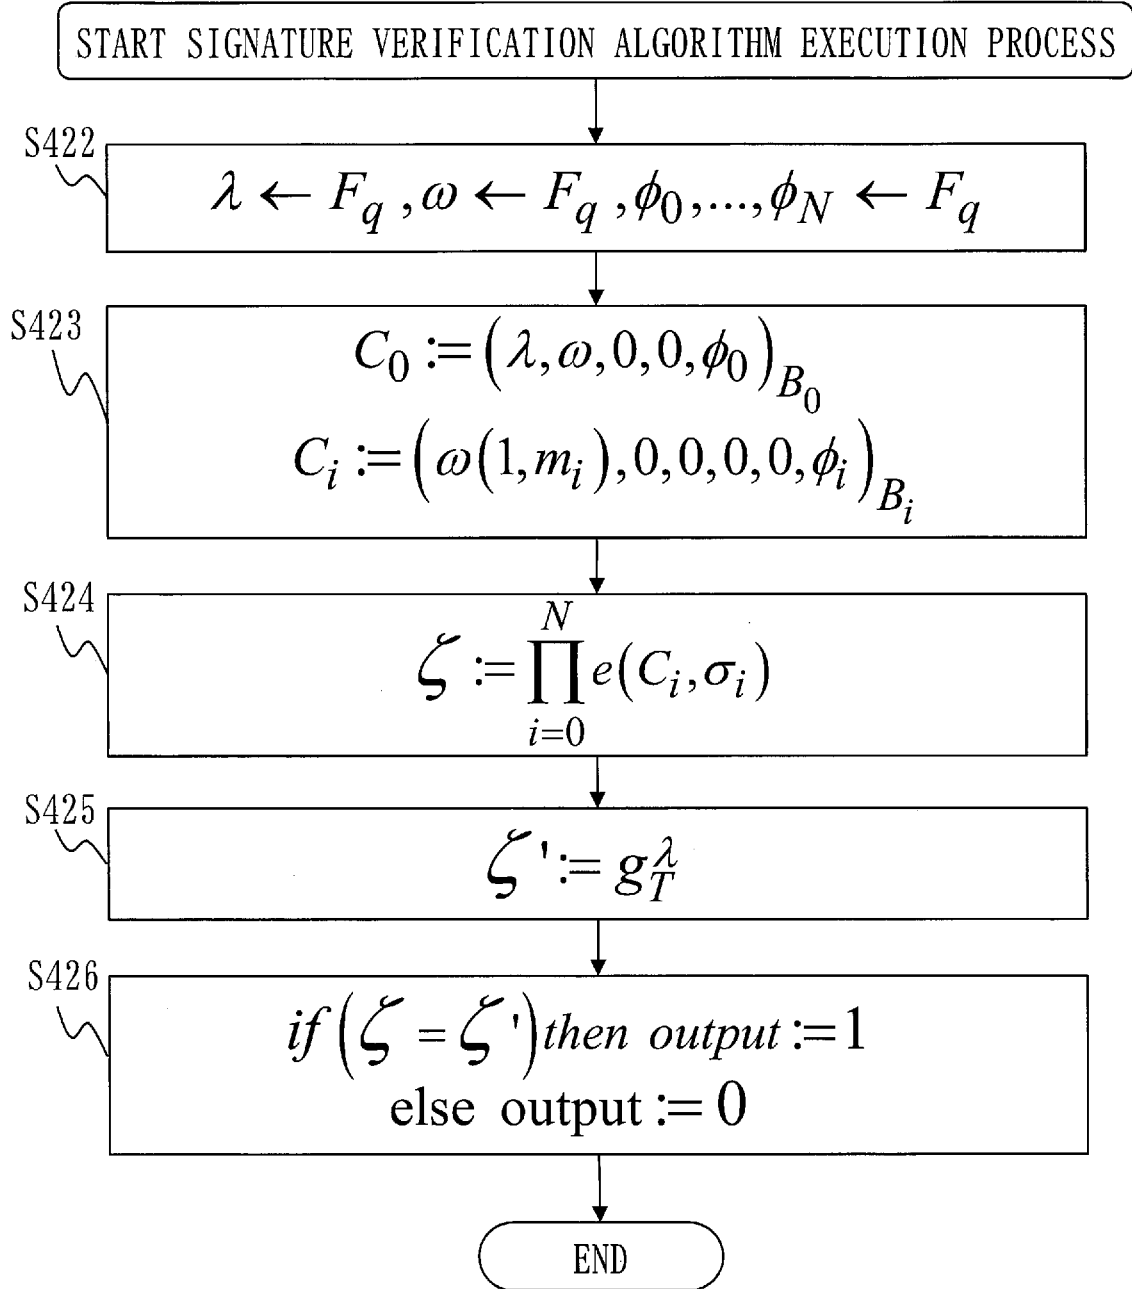 START SIGNATURE VERIFICATION ALGORITHM EXECUTION PROCESS
S422
λ ← F_q , ω ← F_q , ϕ_0 ,..., ϕ_N ← F_q
S423
C_0 := (λ, ω, 0, 0, ϕ_0)_{B_0}
C_i := (ω(1, m_i), 0, 0, 0, 0, ϕ_i)_{B_i}
S424
ζ := ∏_{i=0}^{N} e(C_i, σ_i)
S425
ζ ' := g_T^λ
S426
if (ζ = ζ ') then output := 1
else output := 0
END